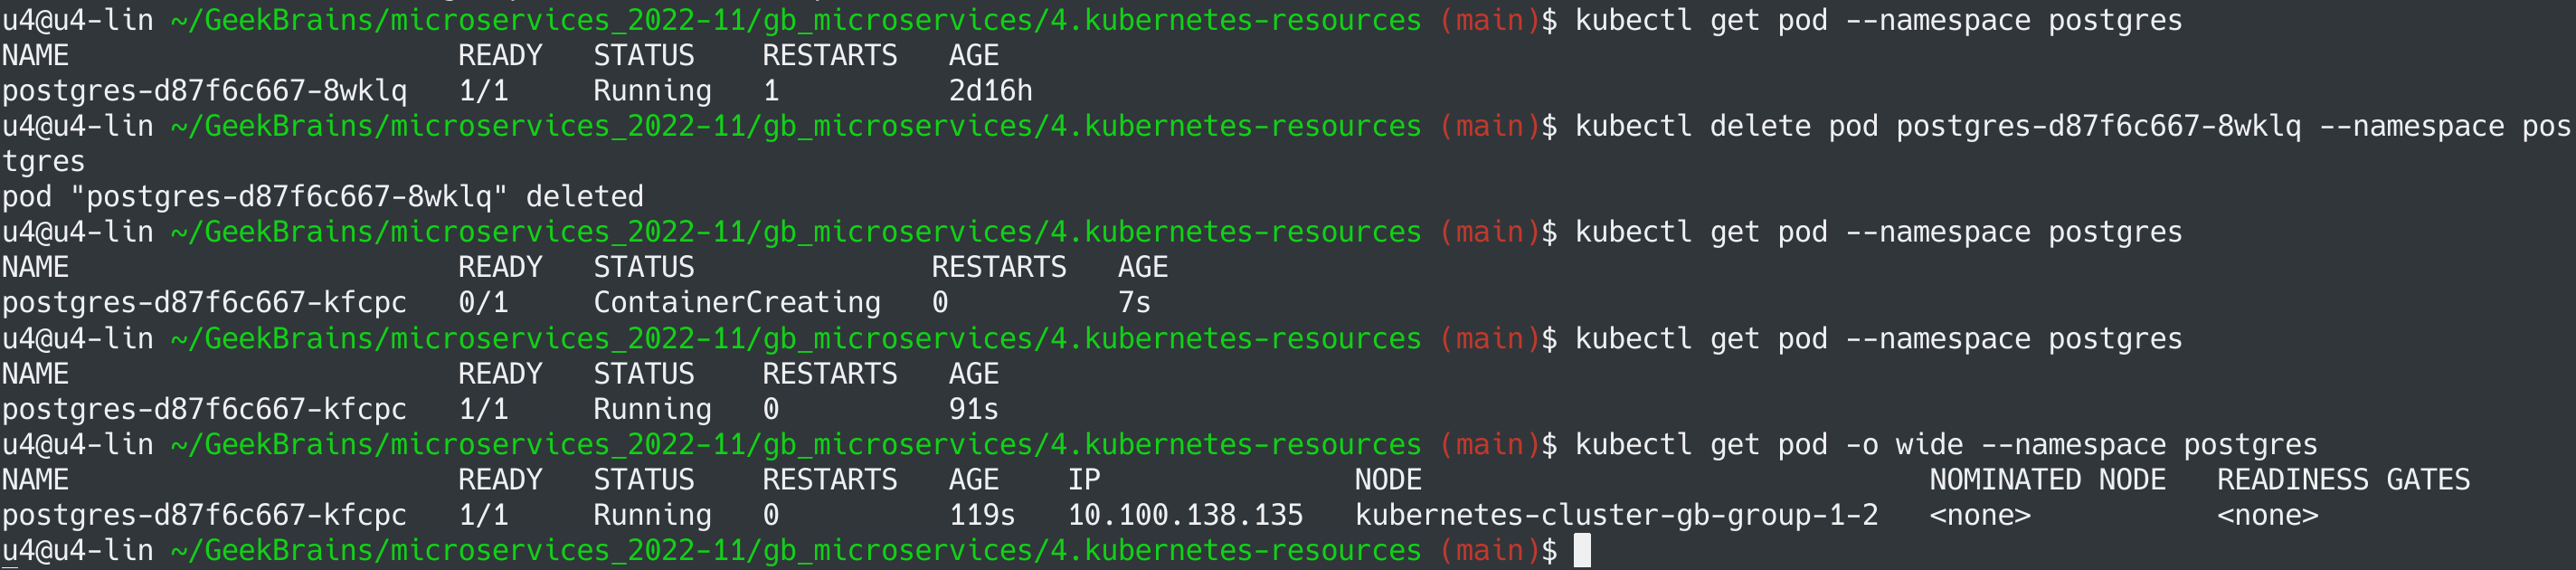 u4@u4-lin ~/GeekBrains/microservices_2022-11/gb_microservices/4.kubernetes-resources (main)$ kubectl get pod --namespace postgres
NAME                       READY   STATUS    RESTARTS   AGE
postgres-d87f6c667-8wklq   1/1     Running   1          2d16h
u4@u4-lin ~/GeekBrains/microservices_2022-11/gb_microservices/4.kubernetes-resources (main)$ kubectl delete pod postgres-d87f6c667-8wklq --namespace pos
tgres
pod "postgres-d87f6c667-8wklq" deleted
u4@u4-lin ~/GeekBrains/microservices_2022-11/gb_microservices/4.kubernetes-resources (main)$ kubectl get pod --namespace postgres
NAME                       READY   STATUS              RESTARTS   AGE
postgres-d87f6c667-kfcpc   0/1     ContainerCreating   0          7s
u4@u4-lin ~/GeekBrains/microservices_2022-11/gb_microservices/4.kubernetes-resources (main)$ kubectl get pod --namespace postgres
NAME                       READY   STATUS    RESTARTS   AGE
postgres-d87f6c667-kfcpc   1/1     Running   0          91s
u4@u4-lin ~/GeekBrains/microservices_2022-11/gb_microservices/4.kubernetes-resources (main)$ kubectl get pod -o wide --namespace postgres
NAME                       READY   STATUS    RESTARTS   AGE    IP               NODE                              NOMINATED NODE   READINESS GATES
postgres-d87f6c667-kfcpc   1/1     Running   0          119s   10.100.138.135   kubernetes-cluster-gb-group-1-2   <none>           <none>
u4@u4-lin ~/GeekBrains/microservices_2022-11/gb_microservices/4.kubernetes-resources (main)$